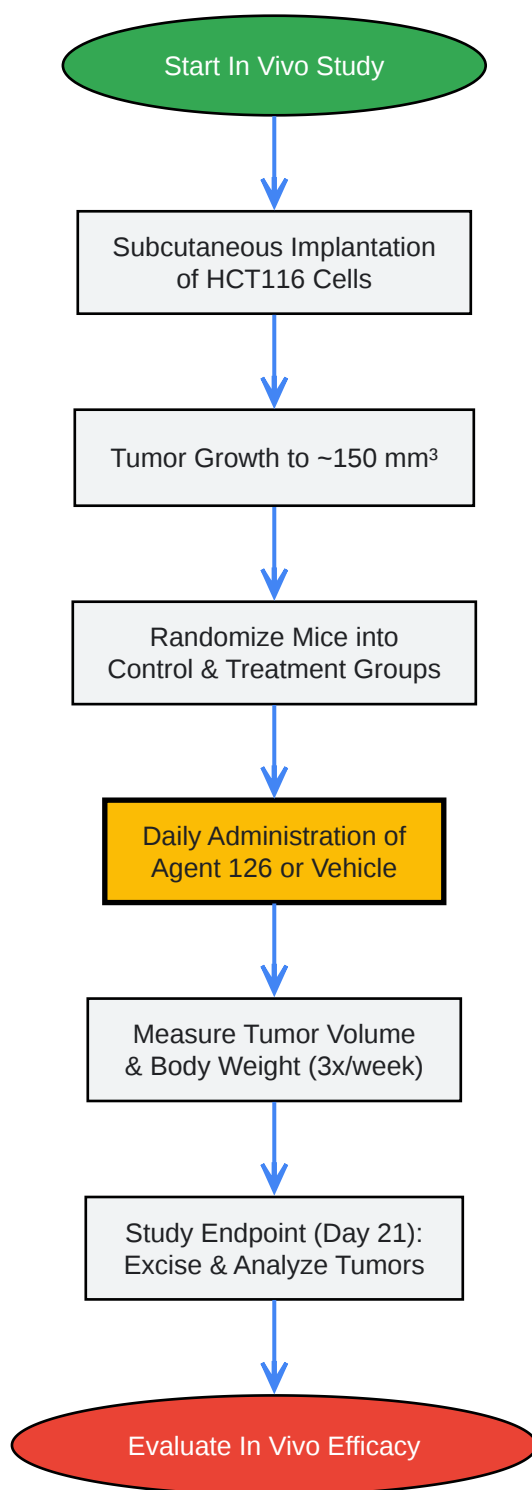 Start In Vivo Study
Subcutaneous Implantation
of HCT116 Cells
Tumor Growth to ~150 mm³
Randomize Mice into
Control & Treatment Groups
Daily Administration of
Agent 126 or Vehicle
Measure Tumor Volume
& Body Weight (3x/week)
Study Endpoint (Day 21):
Excise & Analyze Tumors
Evaluate In Vivo Efficacy